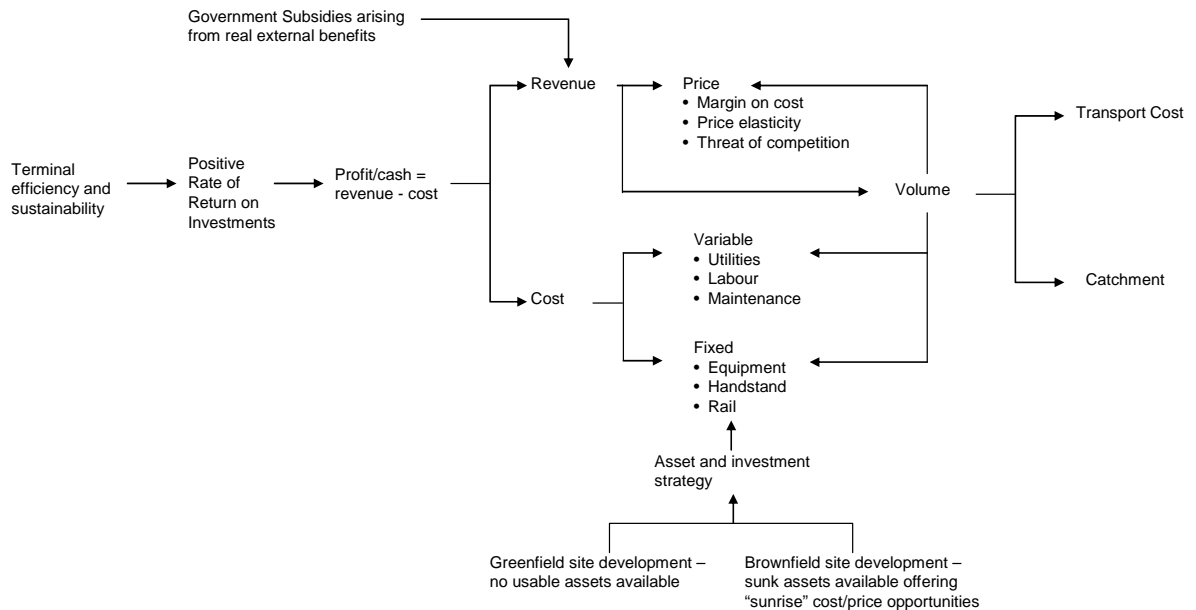 Government Subsidies arising
from real external benefits
Revenue
Price
• Margin on cost
• Price elasticity
• Threat of competition
Transport Cost
Terminal
efficiency and
sustainability
Positive
Rate of
Return on
Investments
Profit/cash =
revenue - cost
Volume
Variable
• Utilities
• Labour
• Maintenance
Cost
Catchment
Fixed
• Equipment
• Handstand
• Rail
Asset and investment
strategy
Greenfield site development –
no usable assets available
Brownfield site development –
sunk assets available offering
“sunrise” cost/price opportunities